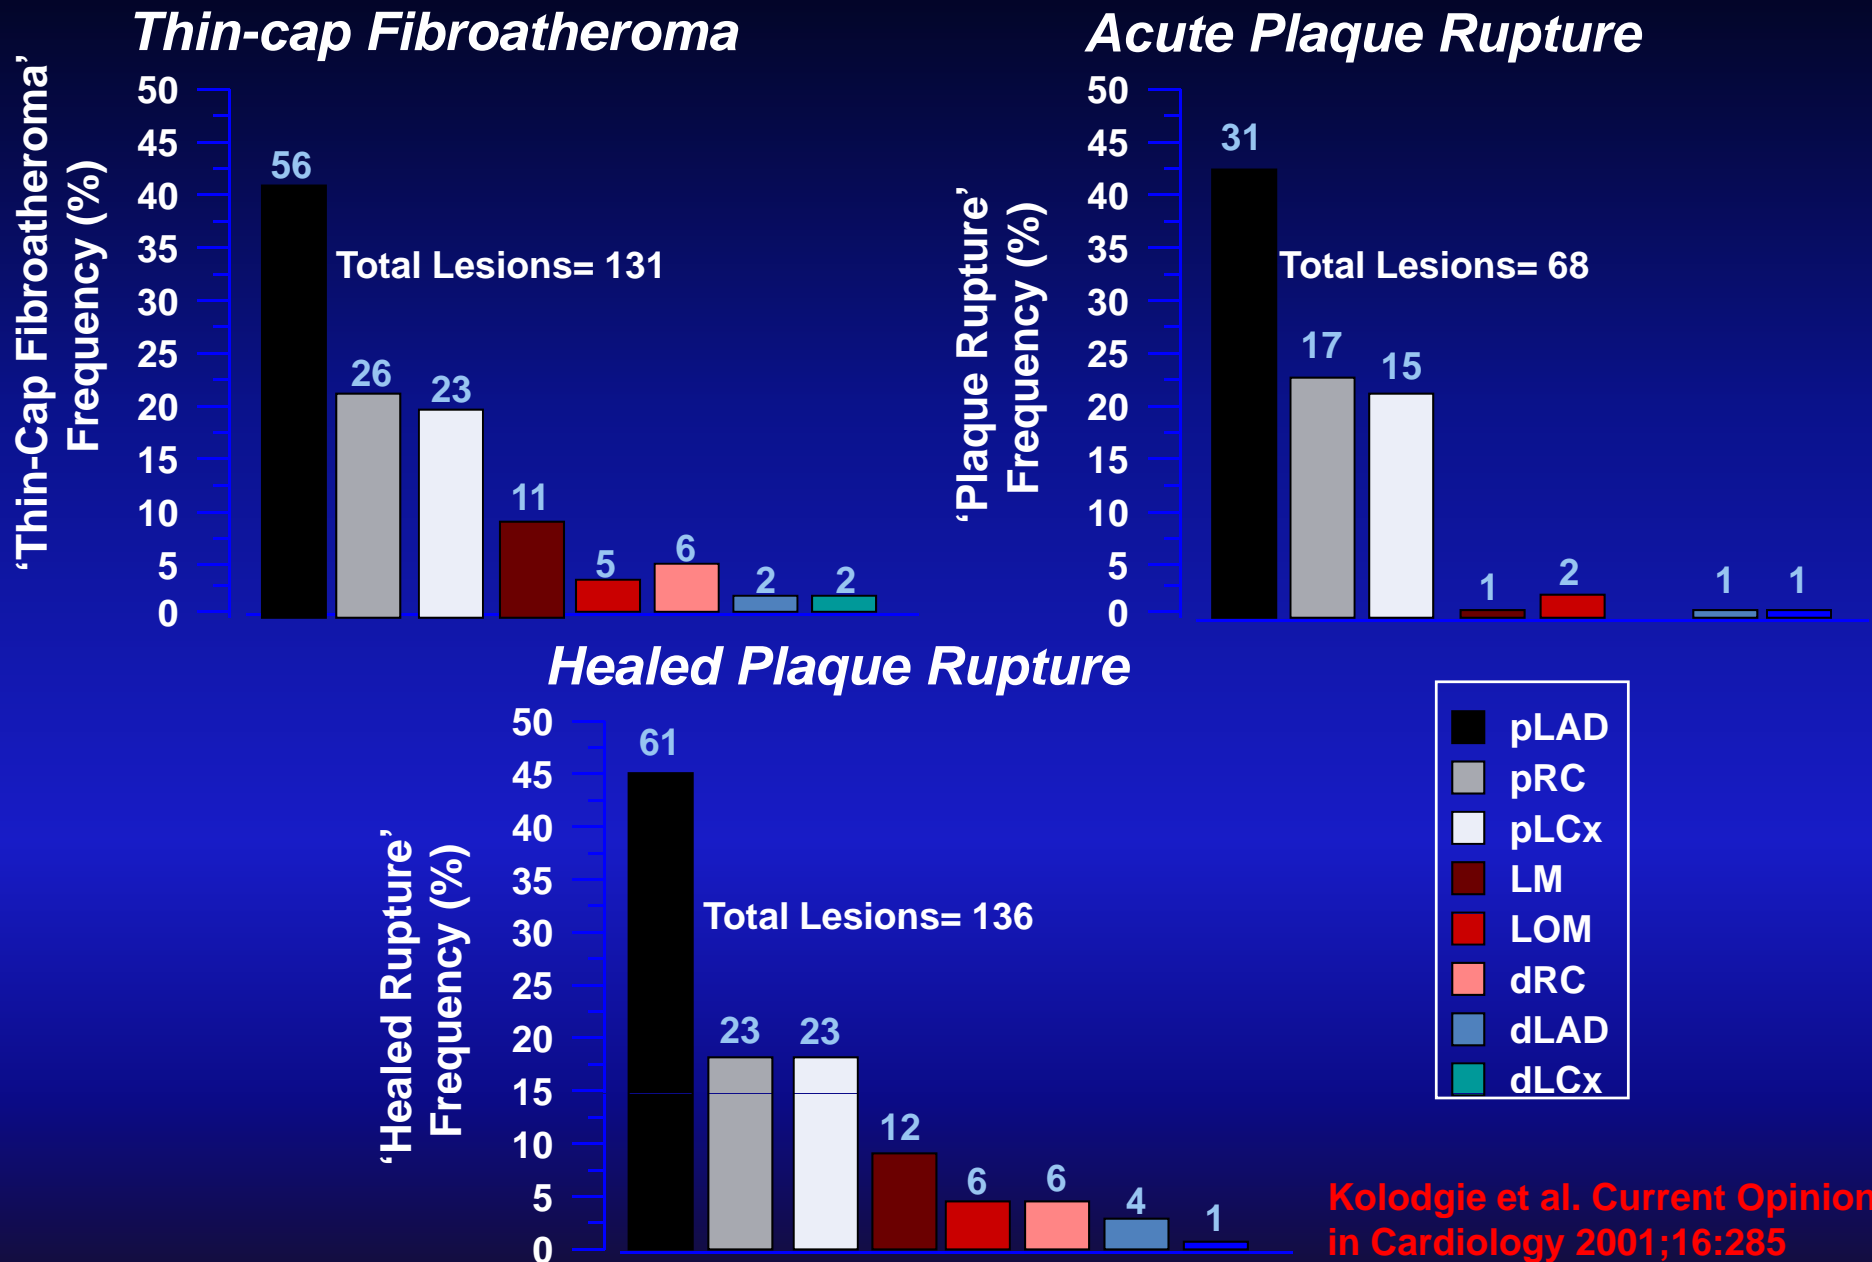 Thin-cap Fibroatheroma
‘Thin-Cap Fibroatheroma’
Frequency (%)
50
45
40
35
30
25
20
15
10
5
0
56
26
23
11
5
6
2
2
Total Lesions= 131
Acute Plaque Rupture
‘Plaque Rupture’
Frequency (%)
50
45
40
35
30
25
20
15
10
5
0
31
17
15
1
2
1
1
Total Lesions= 68
Healed Plaque Rupture
‘Healed Rupture’
Frequency (%)
50
45
40
35
30
25
20
15
10
5
0
61
23
23
12
6
6
4
1
Total Lesions= 136
pLAD
pRC
pLCx
LM
LOM
dRC
dLAD
dLCx
Kolodgie et al. Current Opinion
in Cardiology 2001;16:285